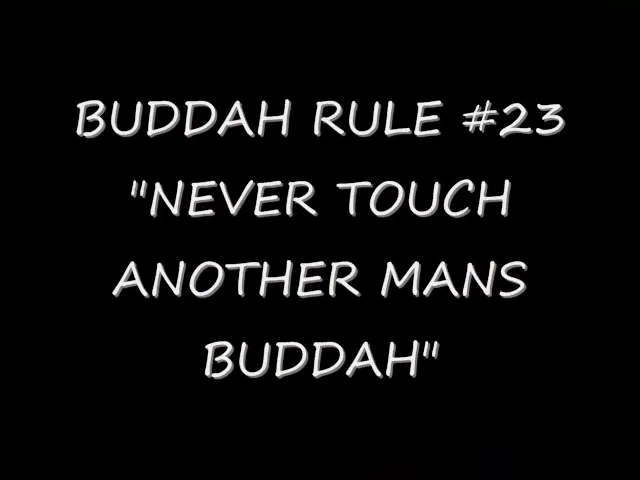 BUDDAH RULE #23
"NEVER TOUCH
ANOTHER MANS
BUDDAH"